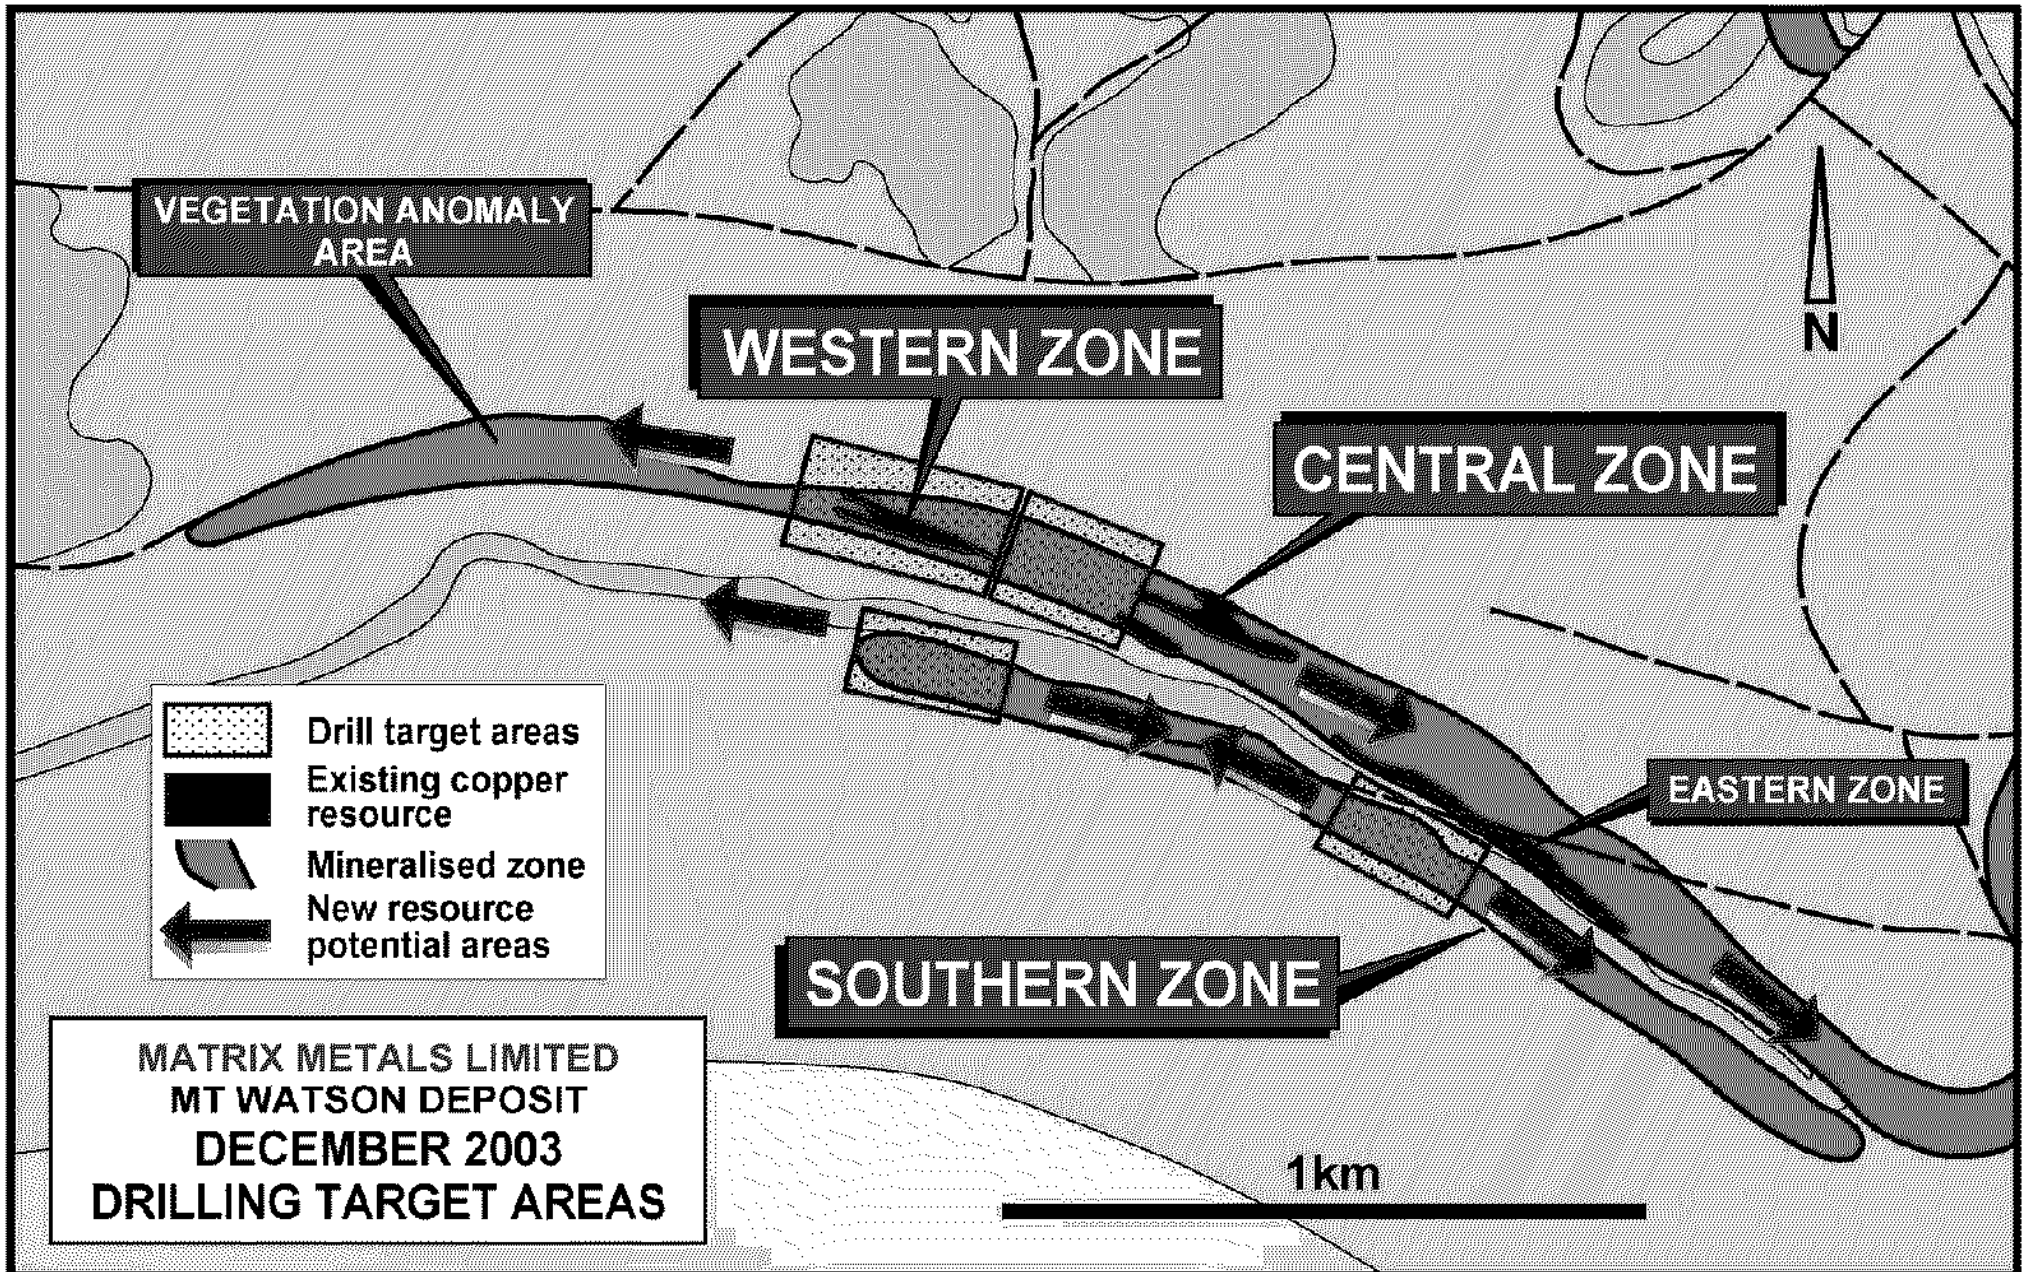 VEGETATION ANOMALY
AREA
WESTERN ZONE
N
CENTRAL ZONE
Drill target areas
Existing copper
resource
Mineralised zone
New resource
potential areas
EASTERN ZONE
SOUTHERN ZONE
MATRIX METALS LIMITED
MT WATSON DEPOSIT
DECEMBER 2003
DRILLING TARGET AREAS
1km